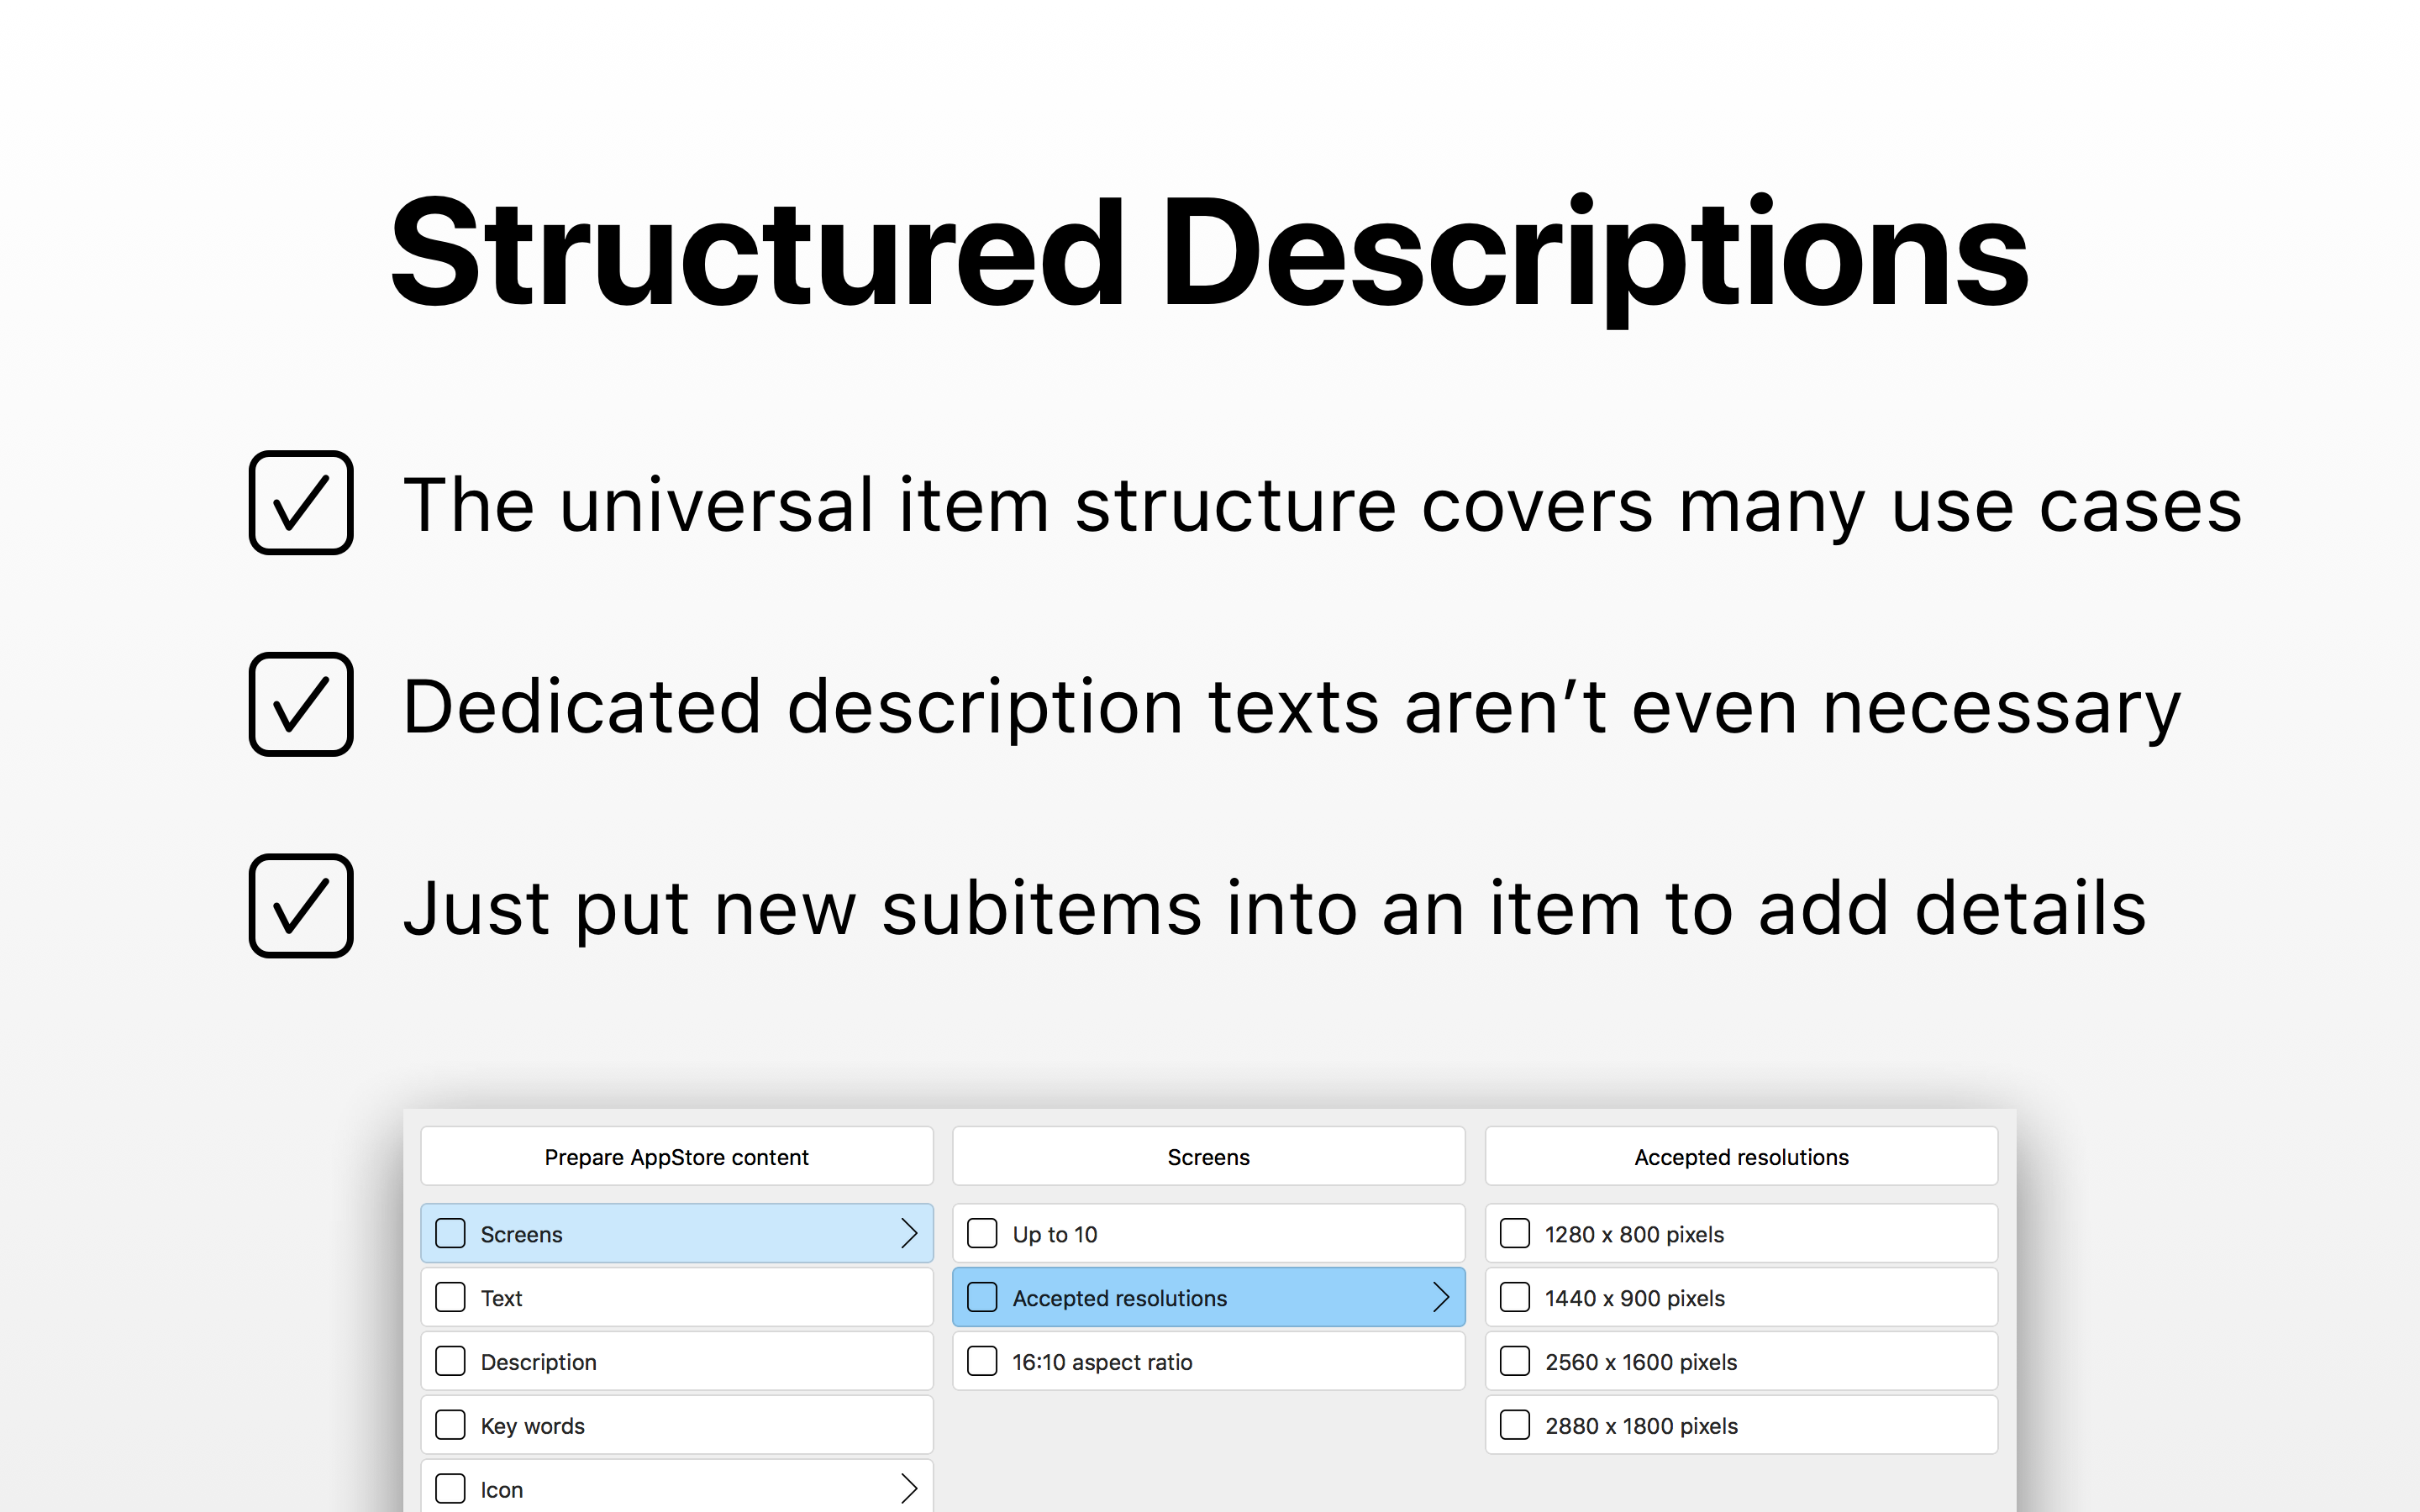 Structured Descriptions
The universal item structure covers many use cases
Dedicated description texts aren’t even necessary
Just put new subitems into an item to add details
Prepare AppStore content
Screens
Text
Description
Key words
Icon
Screens
Up to 10
Accepted resolutions
16:10 aspect ratio
Accepted resolutions
1280 x 800 pixels
1440 x 900 pixels
2560 x 1600 pixels
2880 x 1800 pixels